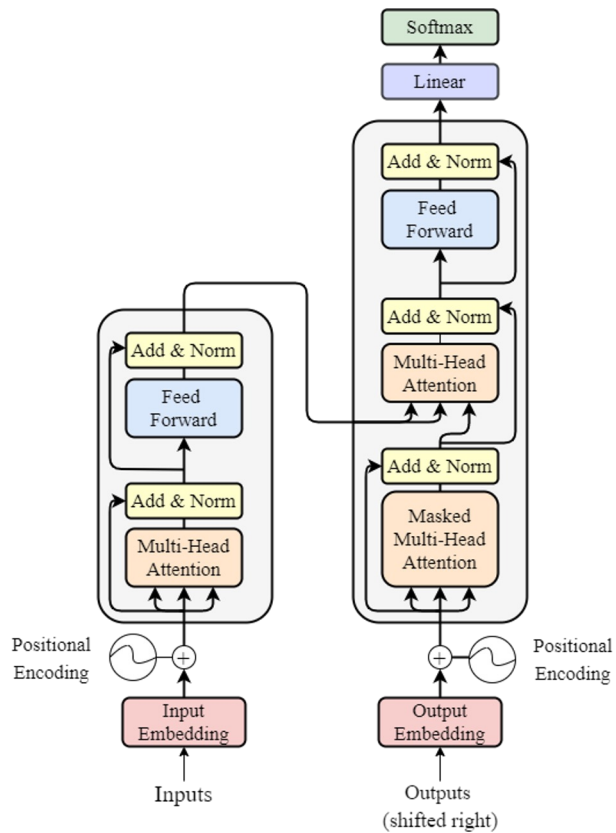 Softmax
Linear
Add & Norm
Feed
Forward
Add & Norm
Multi-Head
Attention
Add & Norm
Masked
Multi-Head
Attention
Add & Norm
Feed
Forward
Add & Norm
Multi-Head
Attention
Positional
Encoding
Positional
Encoding
Input
Embedding
Output
Embedding
Inputs
Outputs
(shifted right)